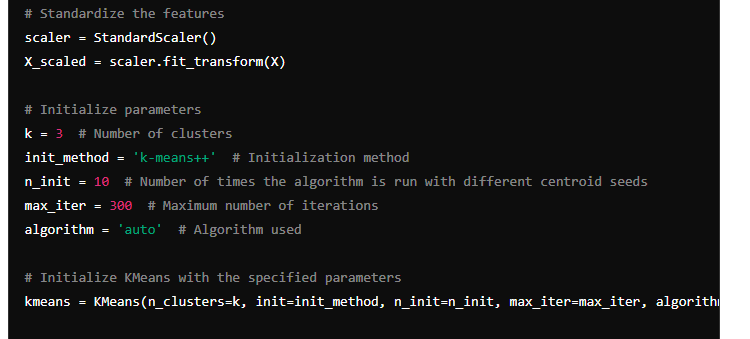 # Standardize the features
scaler = StandardScaler()
X_scaled = scaler.fit_transform(X)
# Initialize parameters
k = 3  # Number of clusters
init_method = 'k-means++'  # Initialization method
n_init = 10  # Number of times the algorithm is run with different centroid seeds
max_iter = 300  # Maximum number of iterations
algorithm = 'auto'  # Algorithm used
# Initialize KMeans with the specified parameters
kmeans = KMeans(n_clusters=k, init=init_method, n_init=n_init, max_iter=max_iter,